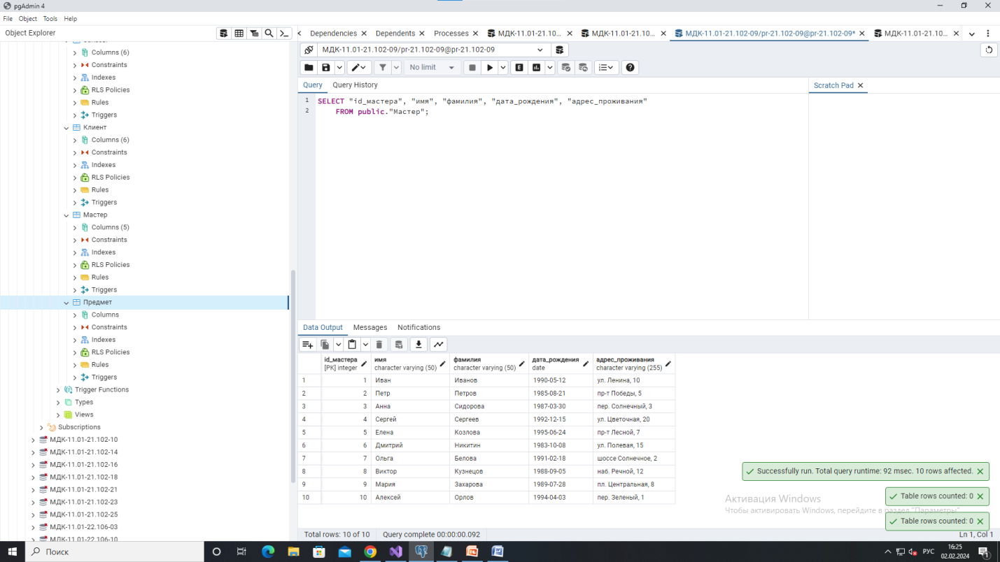 pgAdmin 4
File Object Tools Help
Object Explorer
Dependencies Dependents Processes МДК-11.01-21.10... МДК-11.01-21.10... МДК-11.01-21.102-09/pr-21.102-09@pr-21.102-09* МДК-11.01-21.10...
МДК-11.01-21.102-09/pr-21.102-09@pr-21.102-09
No limit
Query Query History
Scratch Pad
1 SELECT "id_мастера", "имя", "фамилия", "дата_рождения", "адрес_проживания"
2 FROM public."Мастер";
Columns (6)
Constraints
Indexes
RLS Policies
Rules
Triggers
Клиент
Columns (6)
Constraints
Indexes
RLS Policies
Rules
Triggers
Мастер
Columns (5)
Constraints
Indexes
RLS Policies
Rules
Triggers
Предмет
Columns
Constraints
Indexes
RLS Policies
Rules
Triggers
Trigger Functions
Types
Views
Subscriptions
МДК-11.01-21.102-10
МДК-11.01-21.102-14
МДК-11.01-21.102-16
МДК-11.01-21.102-18
МДК-11.01-21.102-21
МДК-11.01-21.102-23
МДК-11.01-21.102-25
МДК-11.01-22.106-03
МДК-11.01-22.106-10
Data Output Messages Notifications
id_мастера имя фамилия дата_рождения адрес_проживания
[PK] integer character varying (50) character varying (50) date character varying (255)
1 1 Иван Иванов 1990-05-12 ул. Ленина, 10
2 2 Петр Петров 1985-08-21 пр-т Победы, 5
3 3 Анна Сидорова 1987-03-30 пер. Солнечный, 3
4 4 Сергей Сергеев 1992-12-15 ул. Цветочная, 20
5 5 Елена Козлова 1995-06-24 пр-т Лесной, 7
6 6 Дмитрий Никитин 1983-10-08 ул. Полевая, 15
7 7 Ольга Белова 1991-02-18 шоссе Солнечное, 2
8 8 Виктор Кузнецов 1988-09-05 наб. Речной, 12
9 9 Мария Захарова 1989-07-28 пл. Центральная, 8
10 10 Алексей Орлов 1994-04-03 пер. Зеленый, 1
Successfully run. Total query runtime: 92 msec. 10 rows affected.
Table rows counted: 0
Активация Windows
Чтобы активировать Windows, перейдите в раздел "Параметры"
Table rows counted: 0
Total rows: 10 of 10 Query complete 00:00:00.092 Ln 1, Col 1
Поиск
РУС
16:25
02.02.2024
1